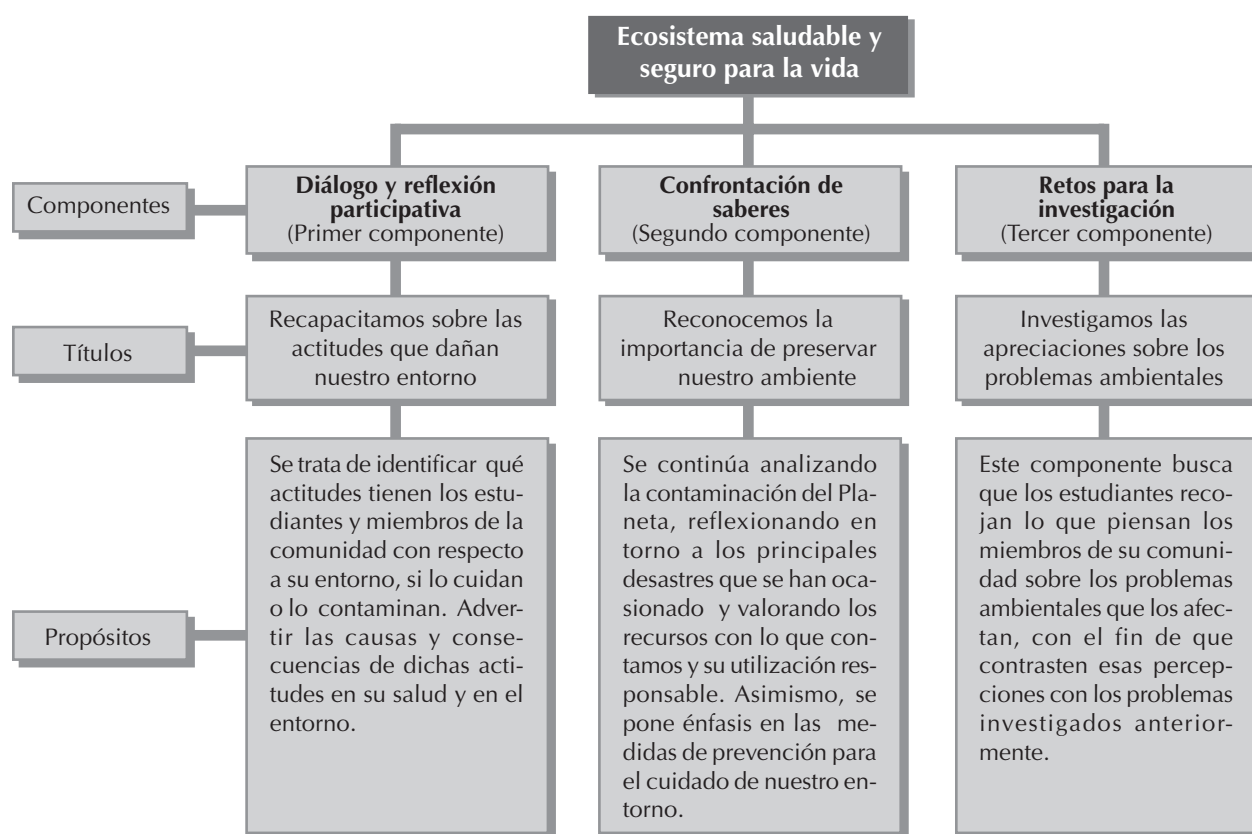 Ecosistema saludable y
seguro para la vida
Componentes
Diálogo y reflexión
participativa
(Primer componente)
Confrontación de
saberes
(Segundo componente)
Retos para la
investigación
(Tercer componente)
Títulos
Recapacitamos sobre las
actitudes que dañan
nuestro entorno
Reconocemos la
importancia de preservar
nuestro ambiente
Investigamos las
apreciaciones sobre los
problemas ambientales
Propósitos
Se trata de identificar qué
actitudes tienen los estu-
diantes y miembros de la
comunidad con respecto
a su entorno, si lo cuidan
o lo contaminan. Adver-
tir las causas y conse-
cuencias de dichas acti-
tudes en su salud y en el
entorno.
Se continúa analizando
la contaminación del Pla-
neta, reflexionando en
torno a los principales
desastres que se han oca-
sionado y valorando los
recursos con lo que con-
tamos y su utilización res-
ponsable. Asimismo, se
pone énfasis en las me-
didas de prevención para
el cuidado de nuestro en-
torno.
Este componente busca
que los estudiantes reco-
jan lo que piensan los
miembros de su comuni-
dad sobre los problemas
ambientales que los afec-
tan, con el fin de que
contrasten esas percep-
ciones con los problemas
investigados anterior-
mente.